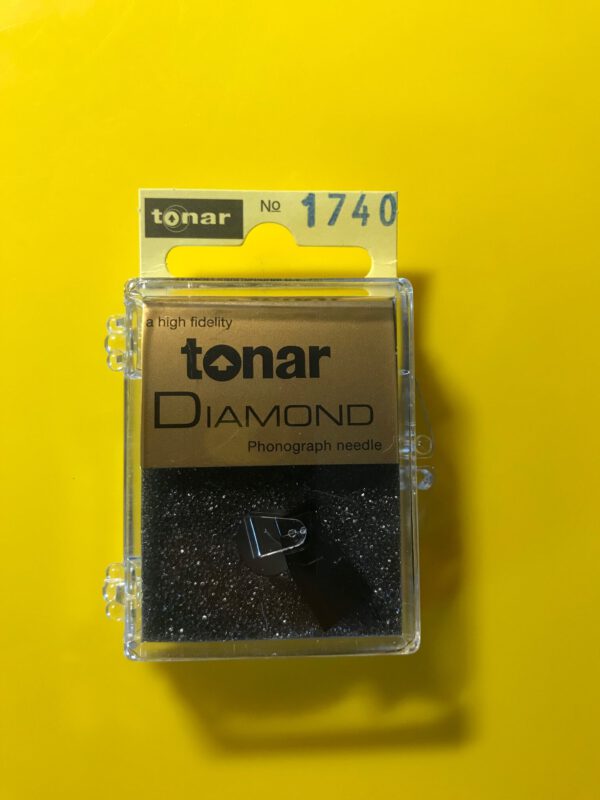 tonar No 1740
a high fidelity
tonar
DIAMOND
Phonograph needle